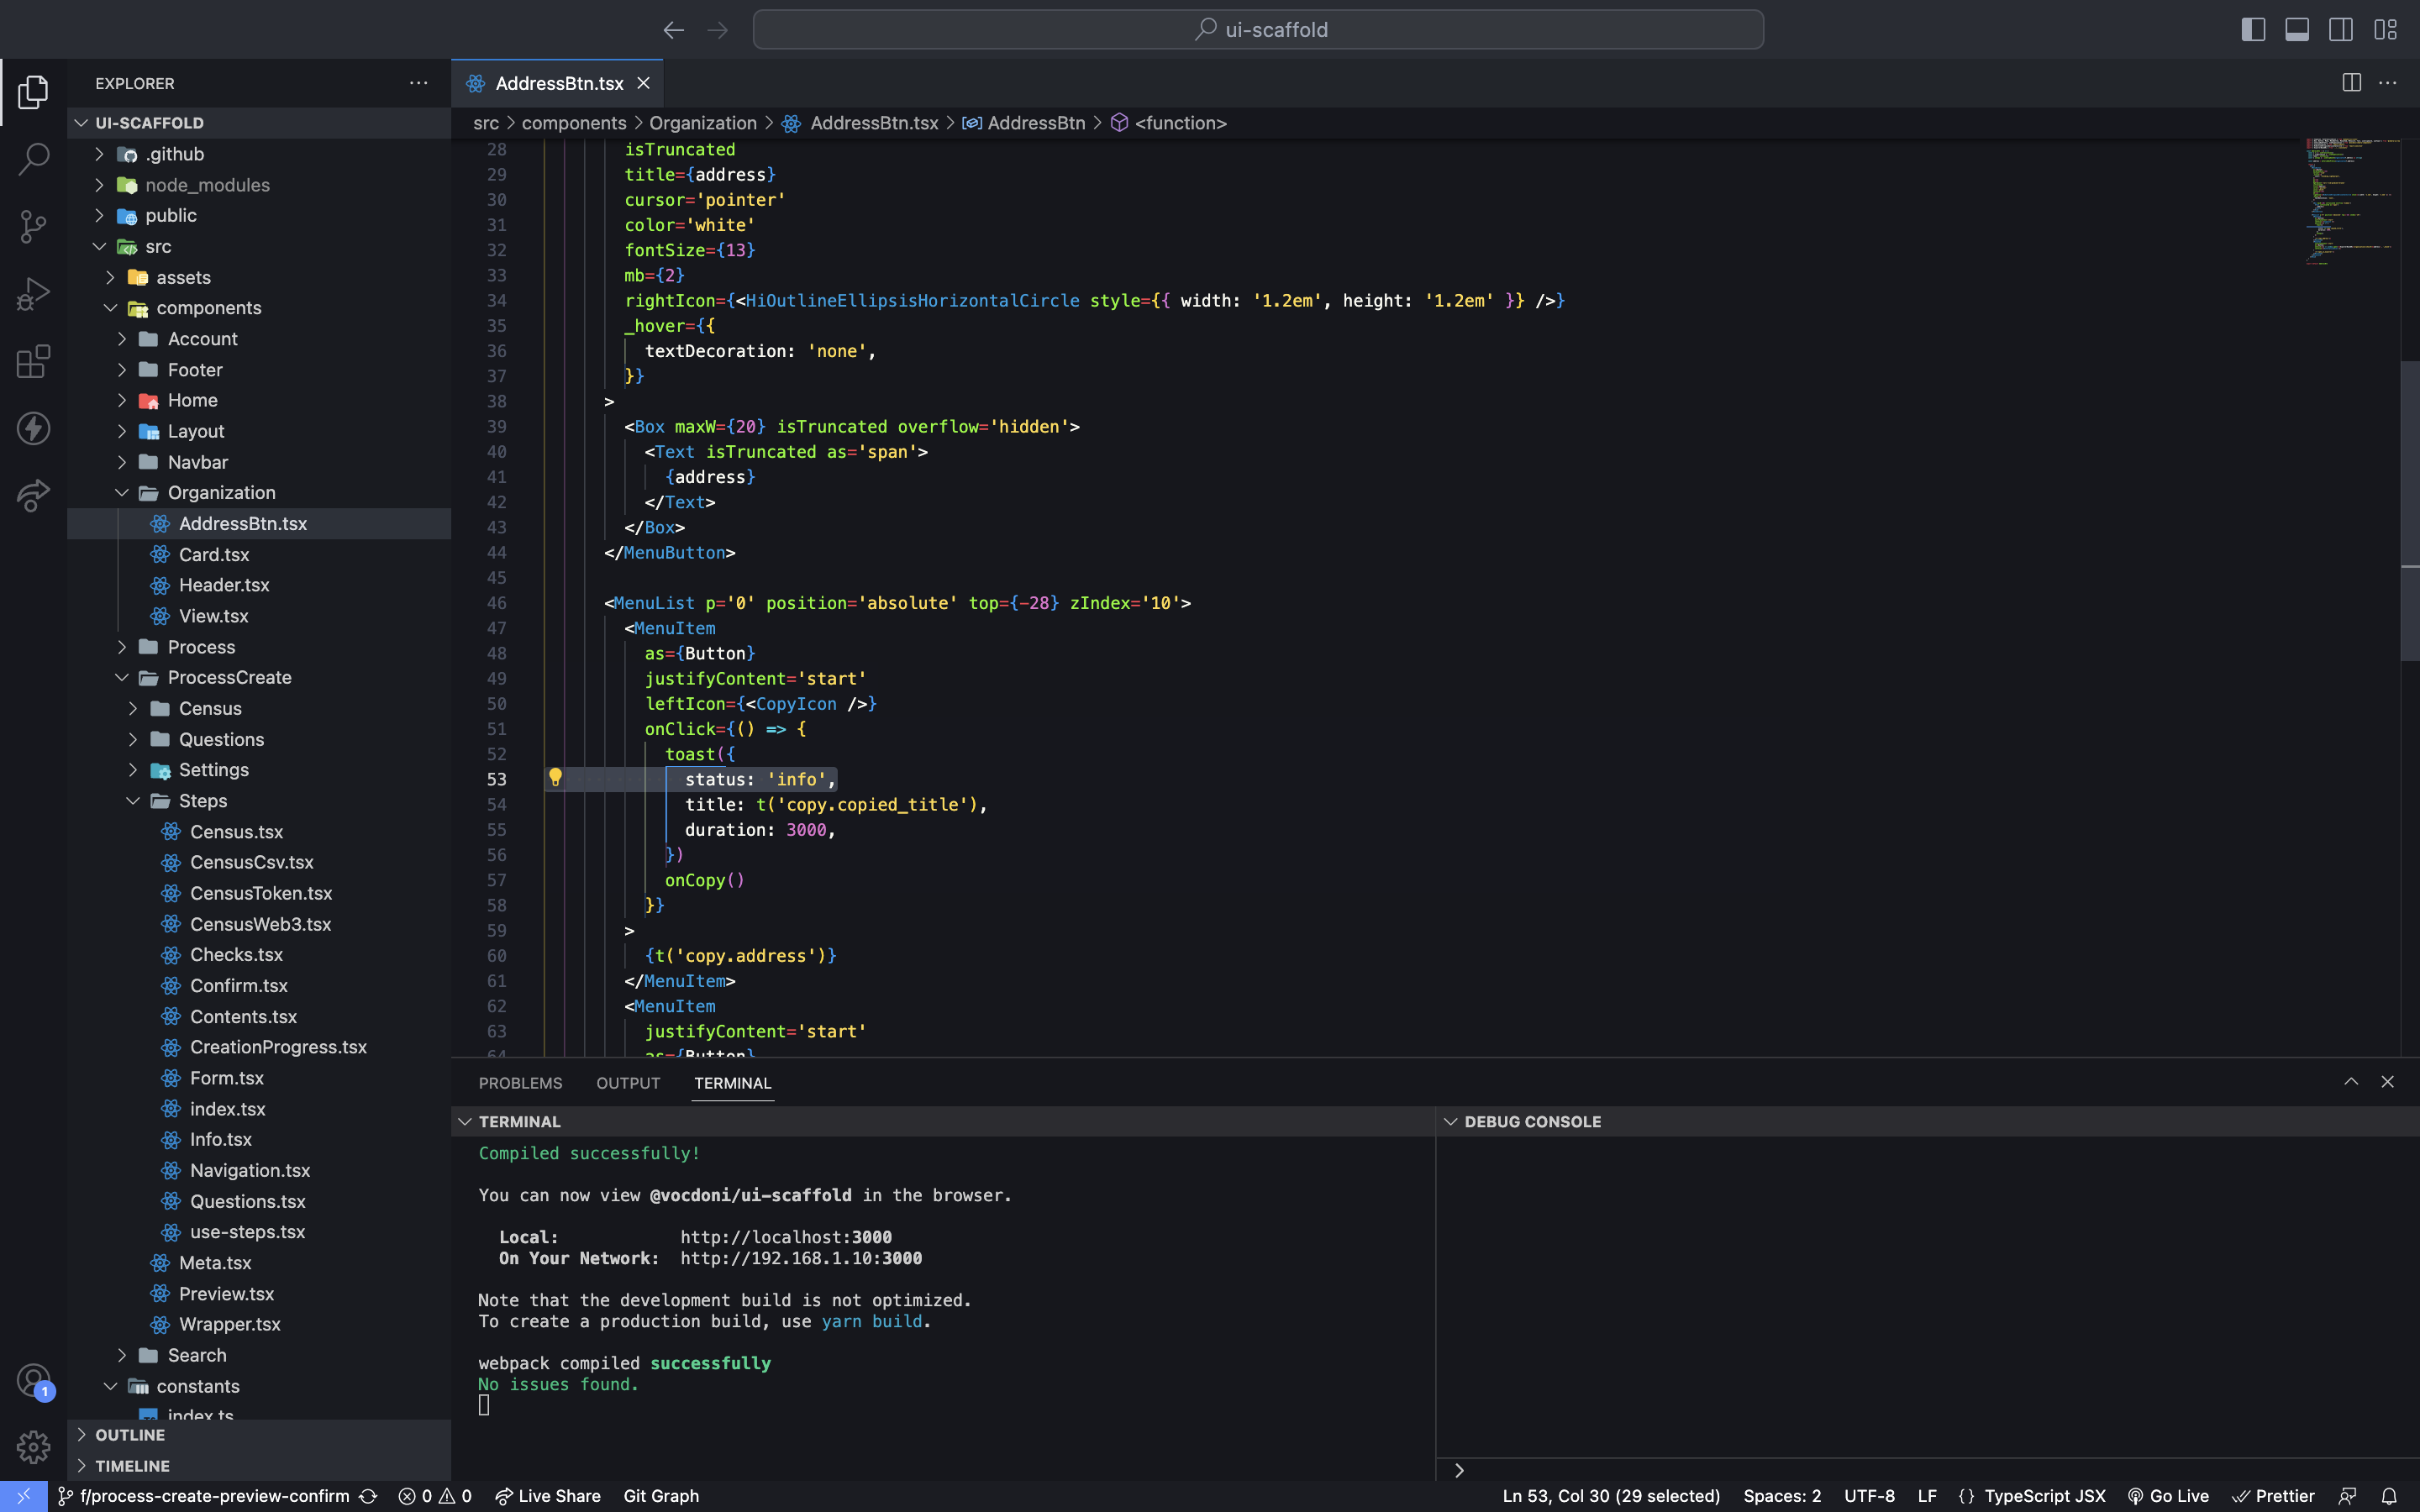 ui-scaffold
EXPLORER
UI-SCAFFOLD
.github
node_modules
public
src
assets
components
Account
Footer
Home
Layout
Navbar
Organization
AddressBtn.tsx
Card.tsx
Header.tsx
View.tsx
Process
ProcessCreate
Census
Questions
Settings
Steps
Census.tsx
CensusCsv.tsx
CensusToken.tsx
CensusWeb3.tsx
Checks.tsx
Confirm.tsx
Contents.tsx
CreationProgress.tsx
Form.tsx
index.tsx
Info.tsx
Navigation.tsx
Questions.tsx
use-steps.tsx
Meta.tsx
Preview.tsx
Wrapper.tsx
Search
constants
index.ts
OUTLINE
TIMELINE
1
AddressBtn.tsx
src > components > Organization > AddressBtn.tsx > AddressBtn > <function>
28 isTruncated
29 title={address}
30 cursor='pointer'
31 color='white'
32 fontSize={13}
33 mb={2}
34 rightIcon={<HiOutlineEllipsisHorizontalCircle style={{ width: '1.2em', height: '1.2em' }} />}
35 _hover={{
36 textDecoration: 'none',
37 }}
38 >
39 <Box maxW={20} isTruncated overflow='hidden'>
40 <Text isTruncated as='span'>
41 {address}
42 </Text>
43 </Box>
44 </MenuButton>
45
46 <MenuList p='0' position='absolute' top={-28} zIndex='10'>
47 <MenuItem
48 as={Button}
49 justifyContent='start'
50 leftIcon={<CopyIcon />}
51 onClick={() => {
52 toast({
53 status: 'info',
54 title: t('copy.copied_title'),
55 duration: 3000,
56 })
57 onCopy()
58 }}
59 >
60 {t('copy.address')}
61 </MenuItem>
62 <MenuItem
63 justifyContent='start'
64 as={Button}
PROBLEMS OUTPUT TERMINAL
TERMINAL
Compiled successfully!
You can now view @vocdoni/ui-scaffold in the browser.
Local: http://localhost:3000
On Your Network: http://192.168.1.10:3000
Note that the development build is not optimized.
To create a production build, use yarn build.
webpack compiled successfully
No issues found.
DEBUG CONSOLE
f/process-create-preview-confirm 0 0 Live Share Git Graph Ln 53, Col 30 (29 selected) Spaces: 2 UTF-8 LF {} TypeScript JSX Go Live Prettier